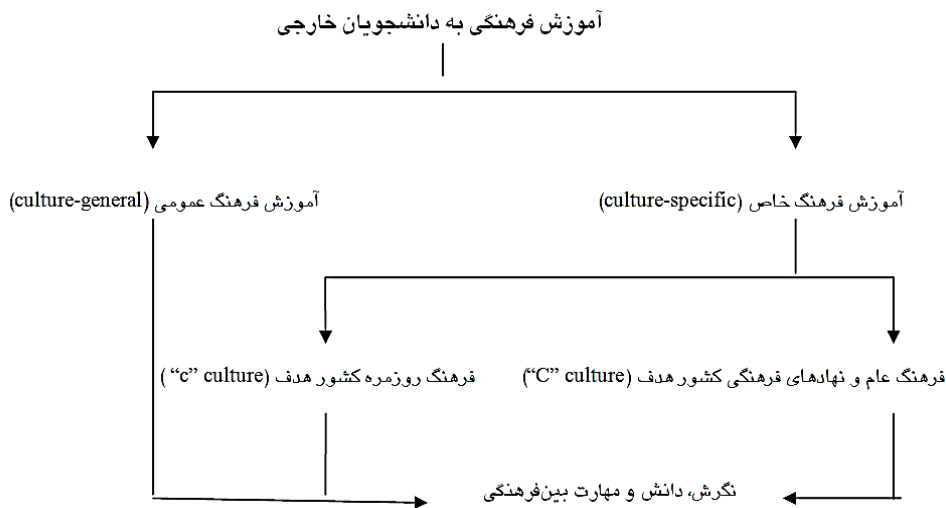 آموزش فرهنگی به دانشجویان خارجی
آموزش فرهنگ خاص (culture-specific)
آموزش فرهنگ عمومی (culture-general)
فرهنگ عام و نهادهای فرهنگی کشور هدف (“C” culture)
فرهنگ روزمره کشور هدف (“c” culture )
نگرش، دانش و مهارت بین‌فرهنگی